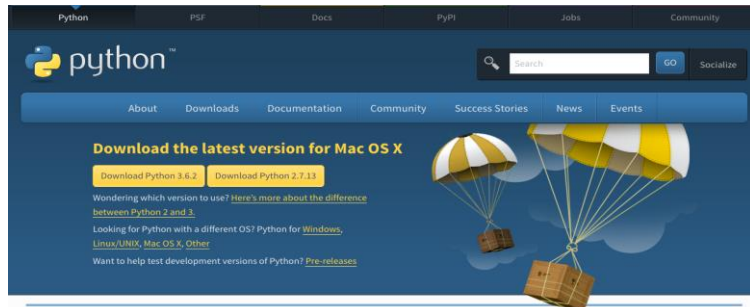 Python PSF Docs PyPI Jobs Community
python™ Search GO Socialize
About Downloads Documentation Community Success Stories News Events
Download the latest version for Mac OS X
Download Python 3.6.2 Download Python 2.7.13
Wondering which version to use? Here's more about the difference
between Python 2 and 3.
Looking for Python with a different OS? Python for Windows,
Linux/UNIX, Mac OS X, Other
Want to help test development versions of Python? Pre-releases